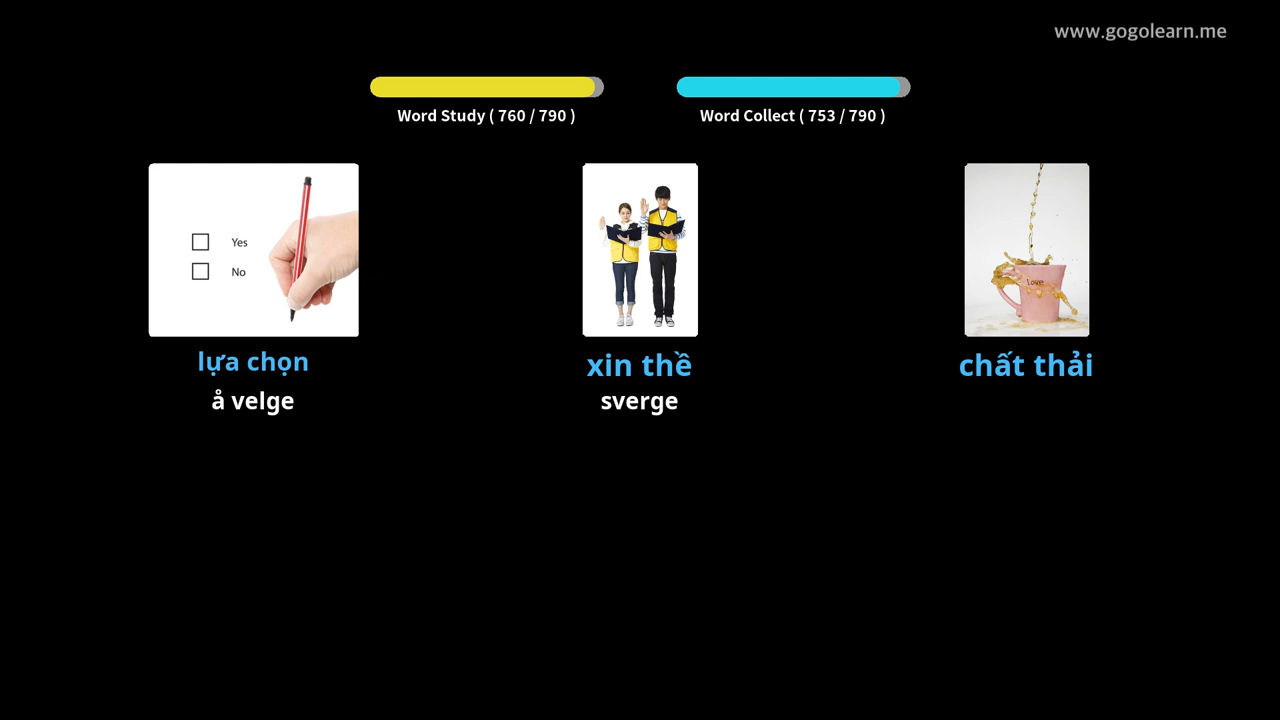 www.gogolearn.me
Word Study ( 760 / 790 )
Word Collect ( 753 / 790 )
Yes
No
Love
lựa chọn
xin thề
chất thải
å velge
sverge